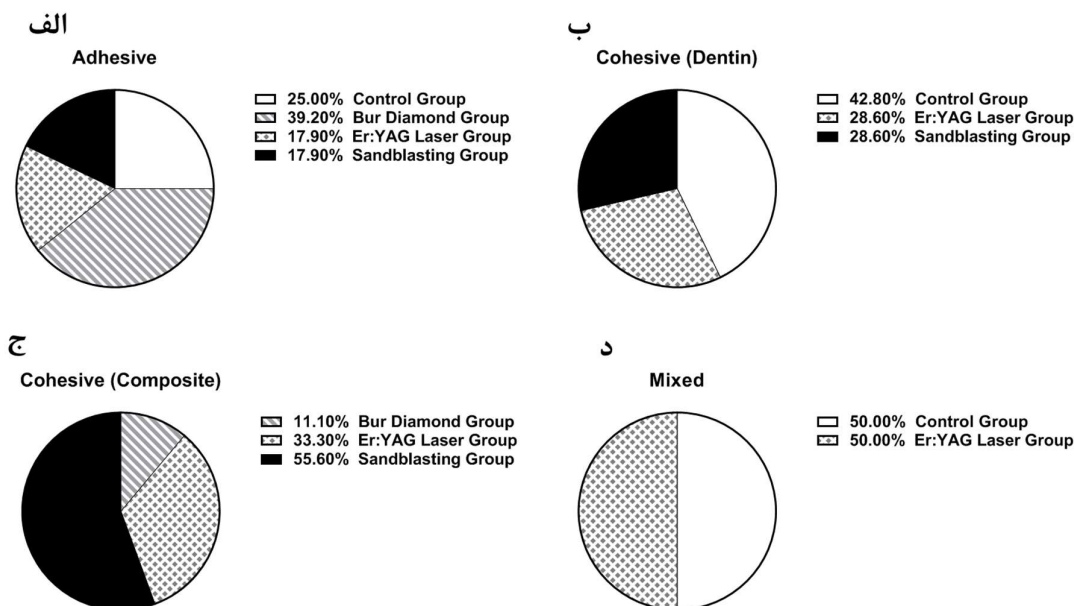 الف
Adhesive
25.00% Control Group
39.20% Bur Diamond Group
17.90% Er:YAG Laser Group
17.90% Sandblasting Group
ب
Cohesive (Dentin)
42.80% Control Group
28.60% Er:YAG Laser Group
28.60% Sandblasting Group
ج
Cohesive (Composite)
11.10% Bur Diamond Group
33.30% Er:YAG Laser Group
55.60% Sandblasting Group
د
Mixed
50.00% Control Group
50.00% Er:YAG Laser Group